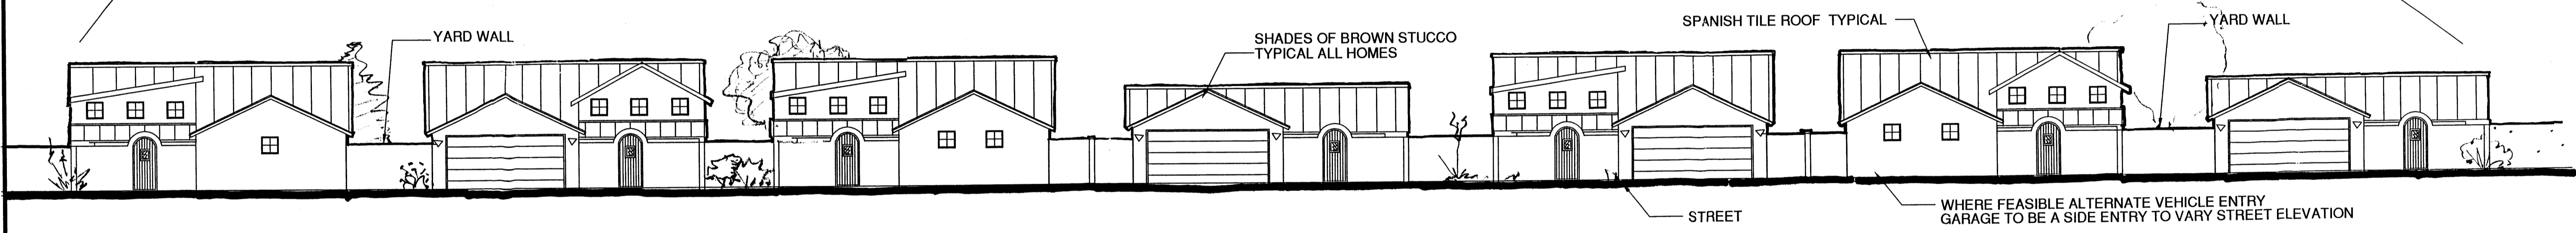 YARD WALL
SHADES OF BROWN STUCCO
TYPICAL ALL HOMES
SPANISH TILE ROOF TYPICAL
YARD WALL
STREET
WHERE FEASIBLE ALTERNATE VEHICLE ENTRY
GARAGE TO BE A SIDE ENTRY TO VARY STREET ELEVATION